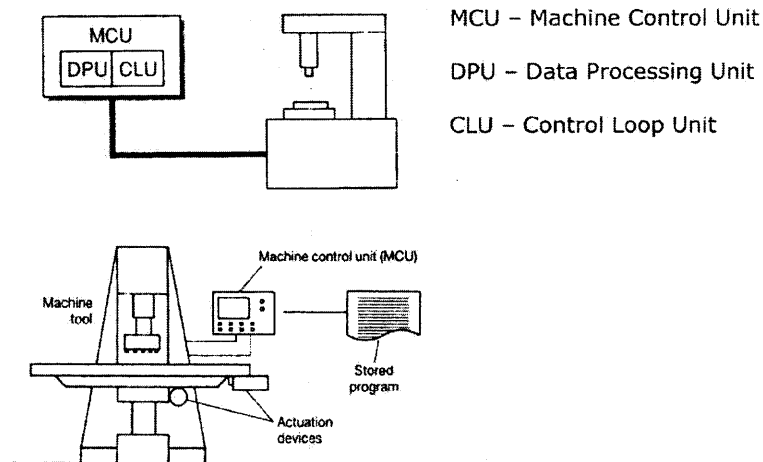 MCU
DPU CLU
MCU – Machine Control Unit
DPU – Data Processing Unit
CLU – Control Loop Unit
Machine control unit (MCU)
Machine
tool
Stored
program
Actuation
devices